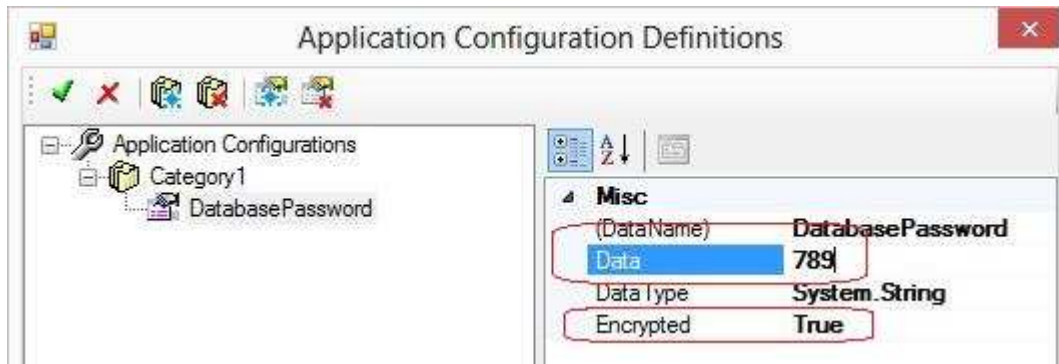 Application Configuration Definitions
Application Configurations
Category1
DatabasePassword
Misc
(DataName) DatabasePassword
Data 789
DataType System.String
Encrypted True